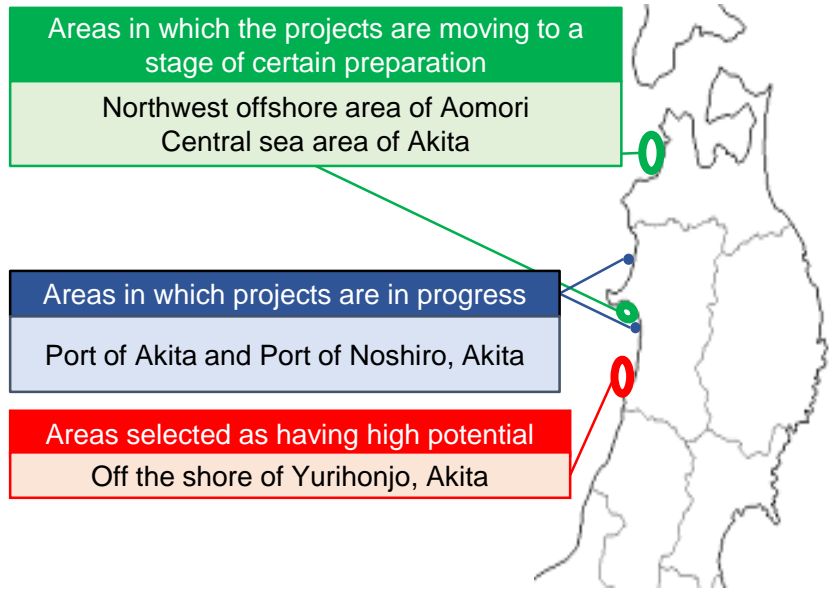 Areas in which the projects are moving to a
stage of certain preparation
Northwest offshore area of Aomori
Central sea area of Akita
Areas in which projects are in progress
Port of Akita and Port of Noshiro, Akita
Areas selected as having high potential
Off the shore of Yurihonjo, Akita